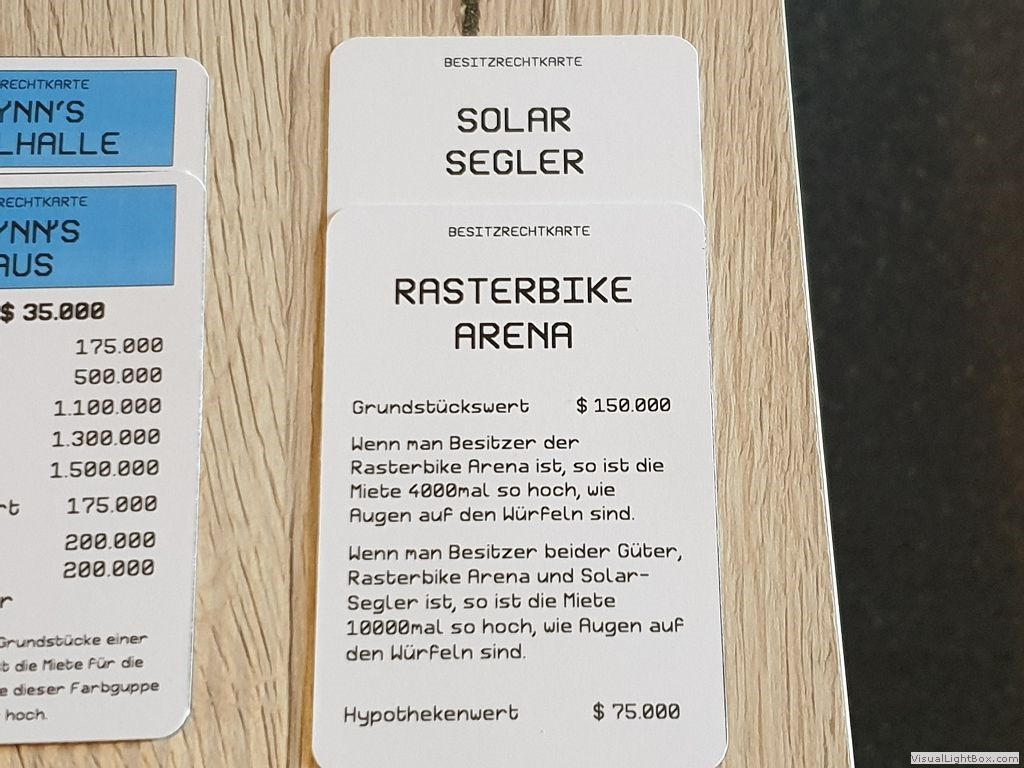 RECHTKARTE
YNN'S
LHALLE
RECHTKARTE
YNN'S
AUS
$ 35.000
175.000
500.000
1.100.000
1.300.000
1.500.000
rt 175.000
200.000
200.000
r
Grundstücke einer
st die Miete für die
e dieser Farbguppe
hoch.
BESITZRECHTKARTE
SOLAR
SEGLER
BESITZRECHTKARTE
RASTERBIKE
ARENA
Grundstückswert $ 150.000
Wenn man Besitzer der
Rasterbike Arena ist, so ist die
Miete 4000mal so hoch, wie
Augen auf den Würfeln sind.
Wenn man Besitzer beider Güter,
Rasterbike Arena und Solar-
Segler ist, so ist die Miete
10000mal so hoch, wie Augen auf
den Würfeln sind.
Hypothekenwert $ 75.000
VisualLightBox.com